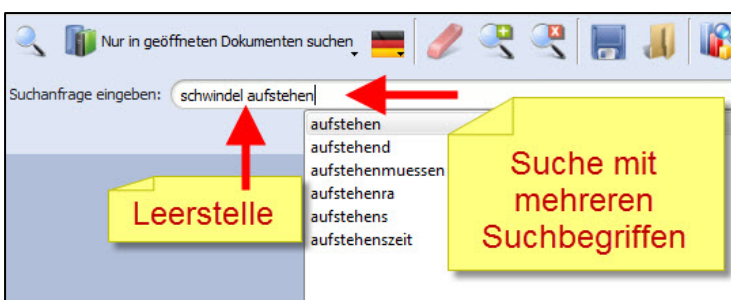 Nur in geöffneten Dokumenten suchen
Suchanfrage eingeben: schwindel aufstehen
aufstehen
aufstehend
aufstehenmuessen
aufstehenra
aufstehens
aufstehenszeit
Leerstelle
Suche mit
mehreren
Suchbegriffen